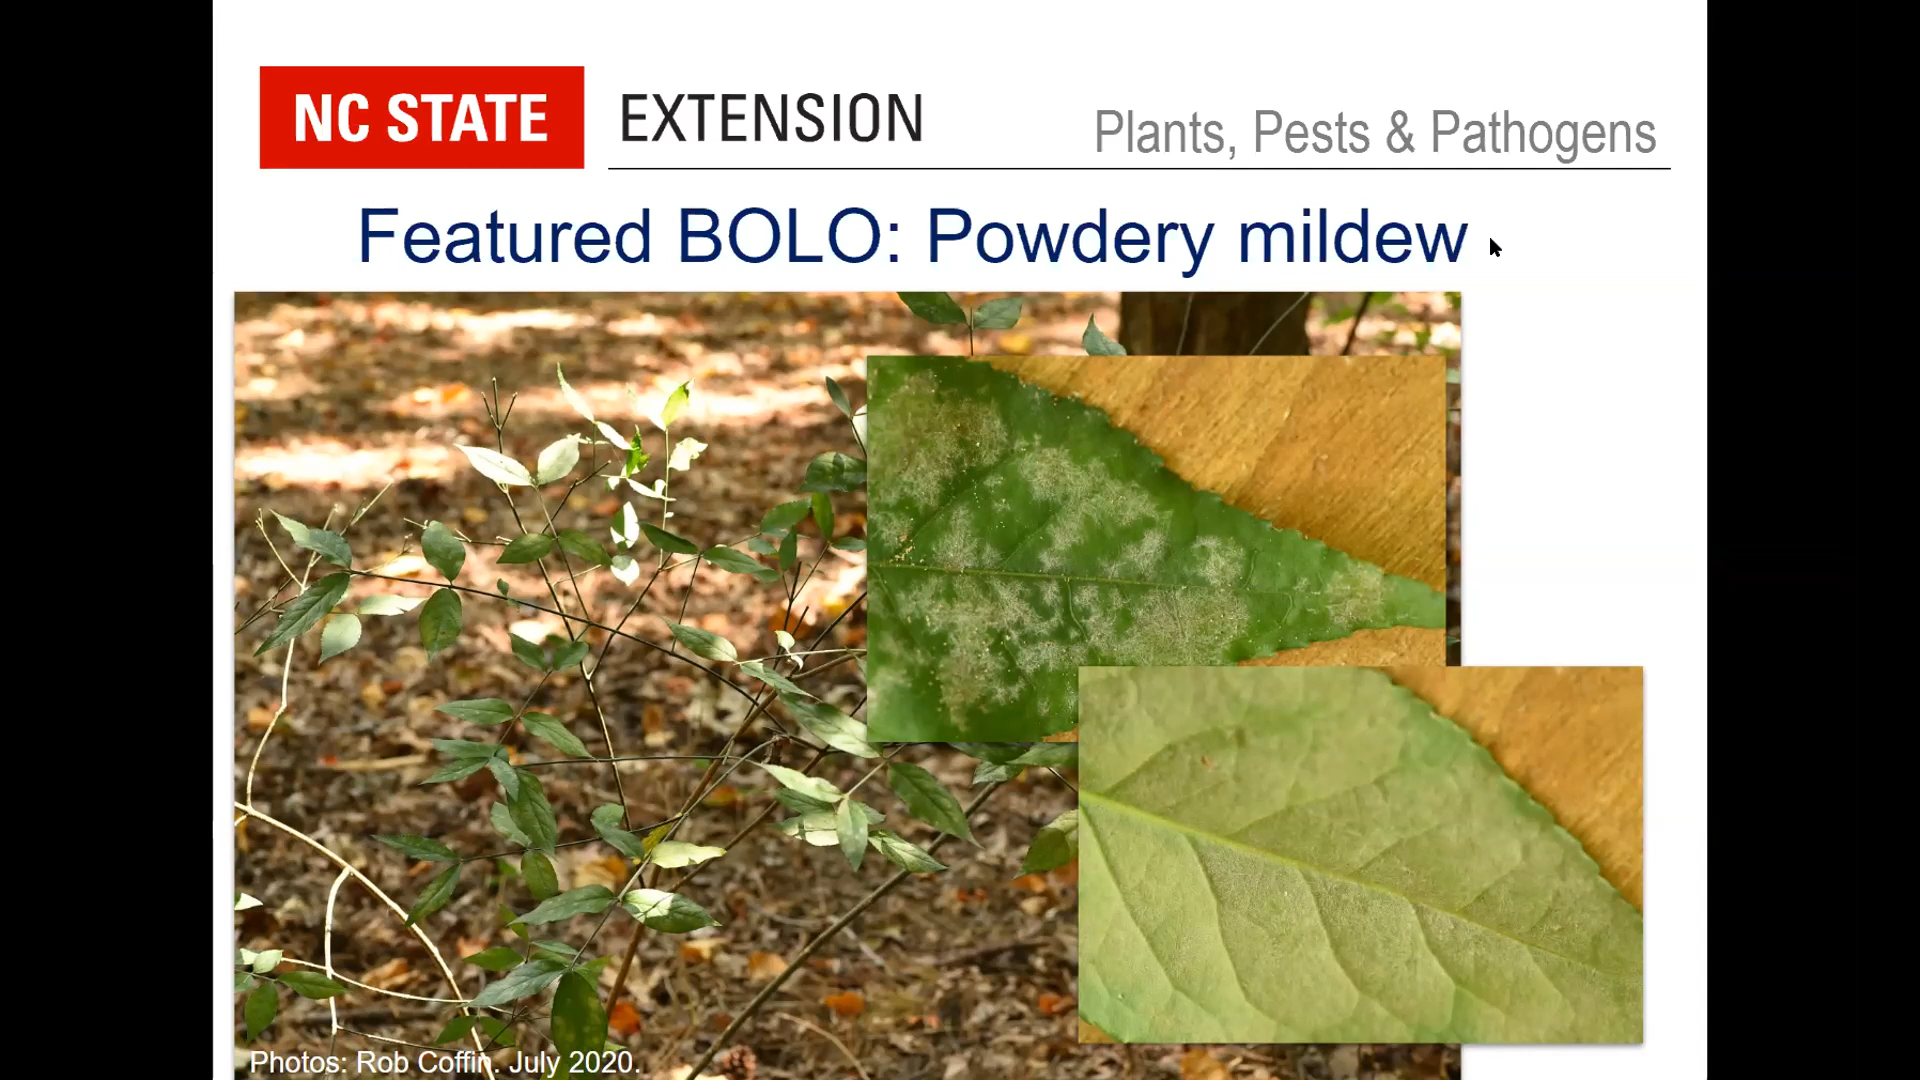 NC STATE EXTENSION
Plants, Pests & Pathogens
Featured BOLO: Powdery mildew
Photos: Rob Coffin. July 2020.